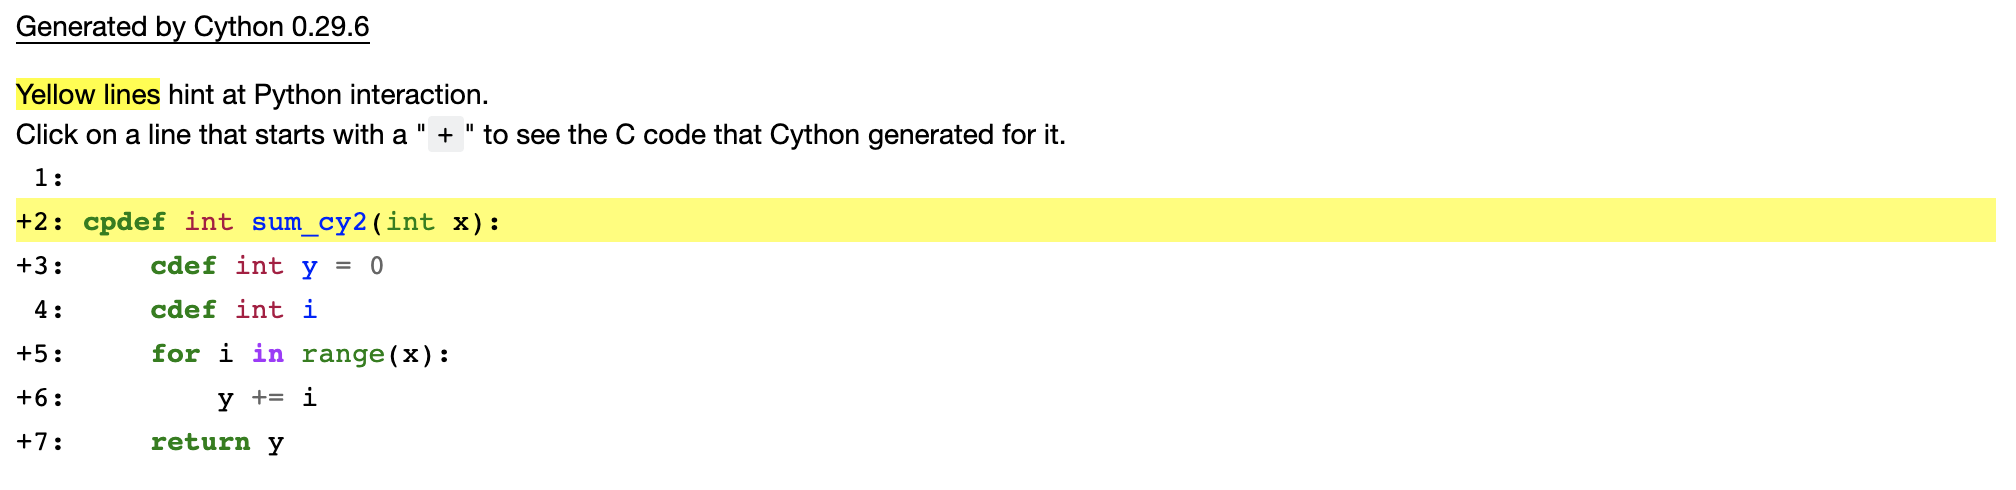 Generated by Cython 0.29.6
Yellow lines hint at Python interaction.
Click on a line that starts with a "+" to see the C code that Cython generated for it.
 1:
+2: cpdef int sum_cy2(int x):
+3:     cdef int y = 0
 4:     cdef int i
+5:     for i in range(x):
+6:         y += i
+7:     return y